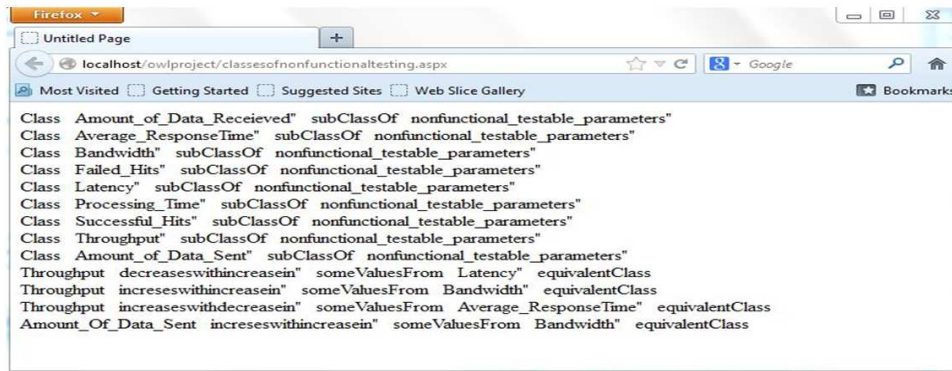 Firefox
Untitled Page
localhost/owlproject/classesofnonfunctionaltesting.aspx
Google
Most Visited Getting Started Suggested Sites Web Slice Gallery Bookmarks
Class Amount_of_Data_Receieved" subClassOf nonfunctional_testable_parameters"
Class Average_ResponseTime" subClassOf nonfunctional_testable_parameters"
Class Bandwidth" subClassOf nonfunctional_testable_parameters"
Class Failed_Hits" subClassOf nonfunctional_testable_parameters"
Class Latency" subClassOf nonfunctional_testable_parameters"
Class Processing_Time" subClassOf nonfunctional_testable_parameters"
Class Successful_Hits" subClassOf nonfunctional_testable_parameters"
Class Throughput" subClassOf nonfunctional_testable_parameters"
Class Amount_of_Data_Sent" subClassOf nonfunctional_testable_parameters"
Throughput decreaseswithincreasein" someValuesFrom Latency" equivalentClass
Throughput increseswithincreasein" someValuesFrom Bandwidth" equivalentClass
Throughput increseswithdecreasein" someValuesFrom Average_ResponseTime" equivalentClass
Amount_Of_Data_Sent increseswithincreasein" someValuesFrom Bandwidth" equivalentClass